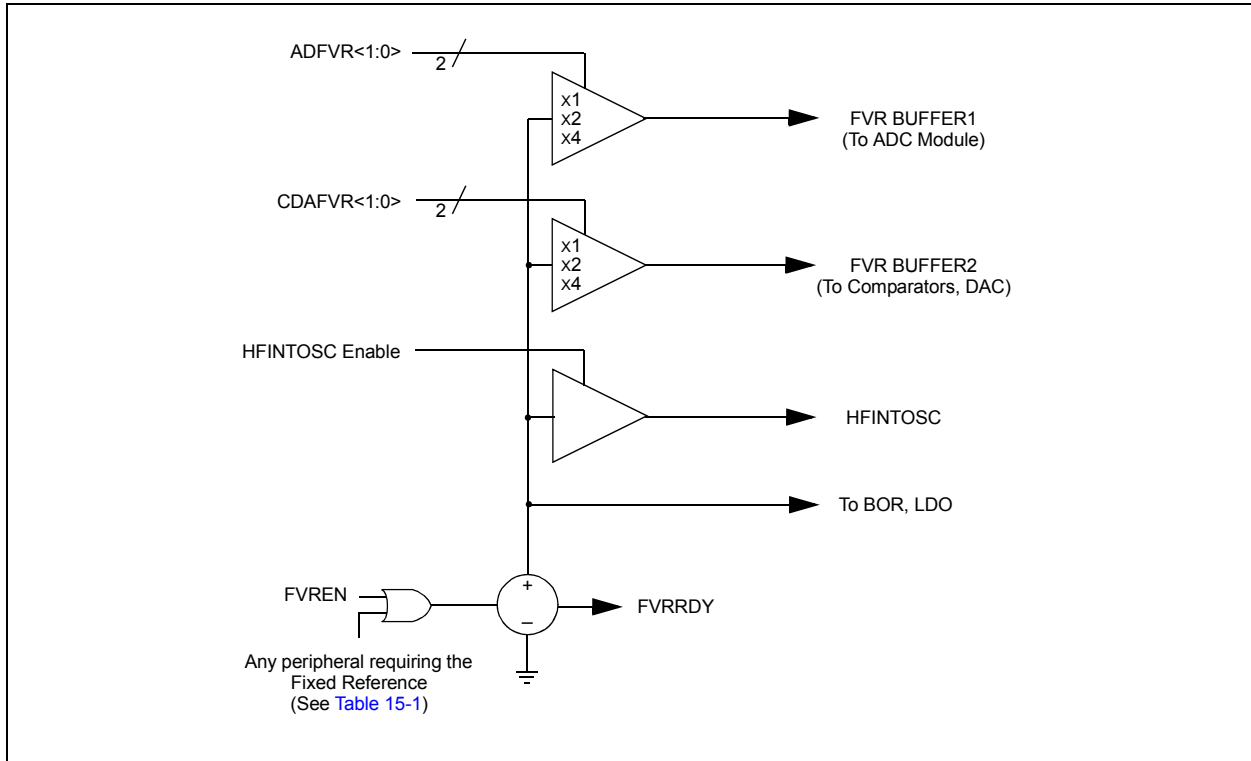 ADFVR<1:0>
2
x1
x2
x4
FVR BUFFER1
(To ADC Module)
CDAFVR<1:0>
2
x1
x2
x4
FVR BUFFER2
(To Comparators, DAC)
HFINTOSC Enable
HFINTOSC
To BOR, LDO
FVREN
+
–
FVRRDY
Any peripheral requiring the
Fixed Reference
(See Table 15-1)